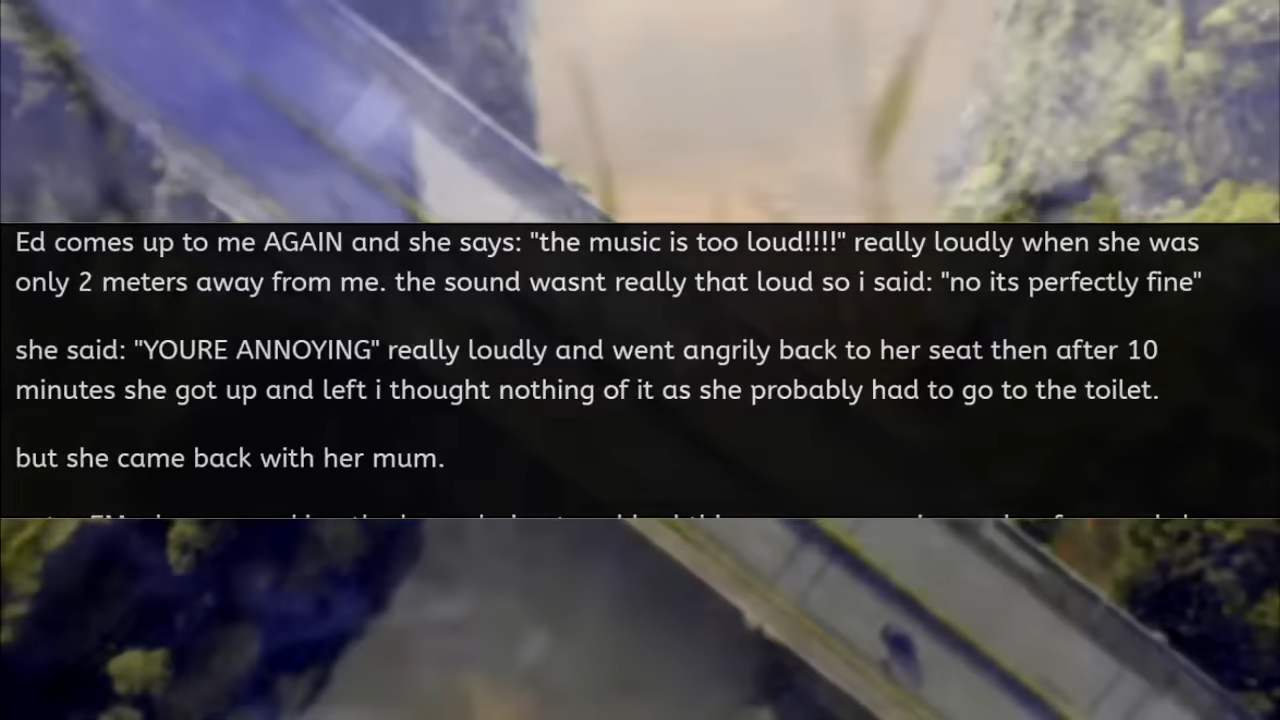 Ed comes up to me AGAIN and she says: "the music is too loud!!!!" really loudly when she was
only 2 meters away from me. the sound wasnt really that loud so i said: "no its perfectly fine"
she said: "YOURE ANNOYING" really loudly and went angrily back to her seat then after 10
minutes she got up and left i thought nothing of it as she probably had to go to the toilet.
but she came back with her mum.